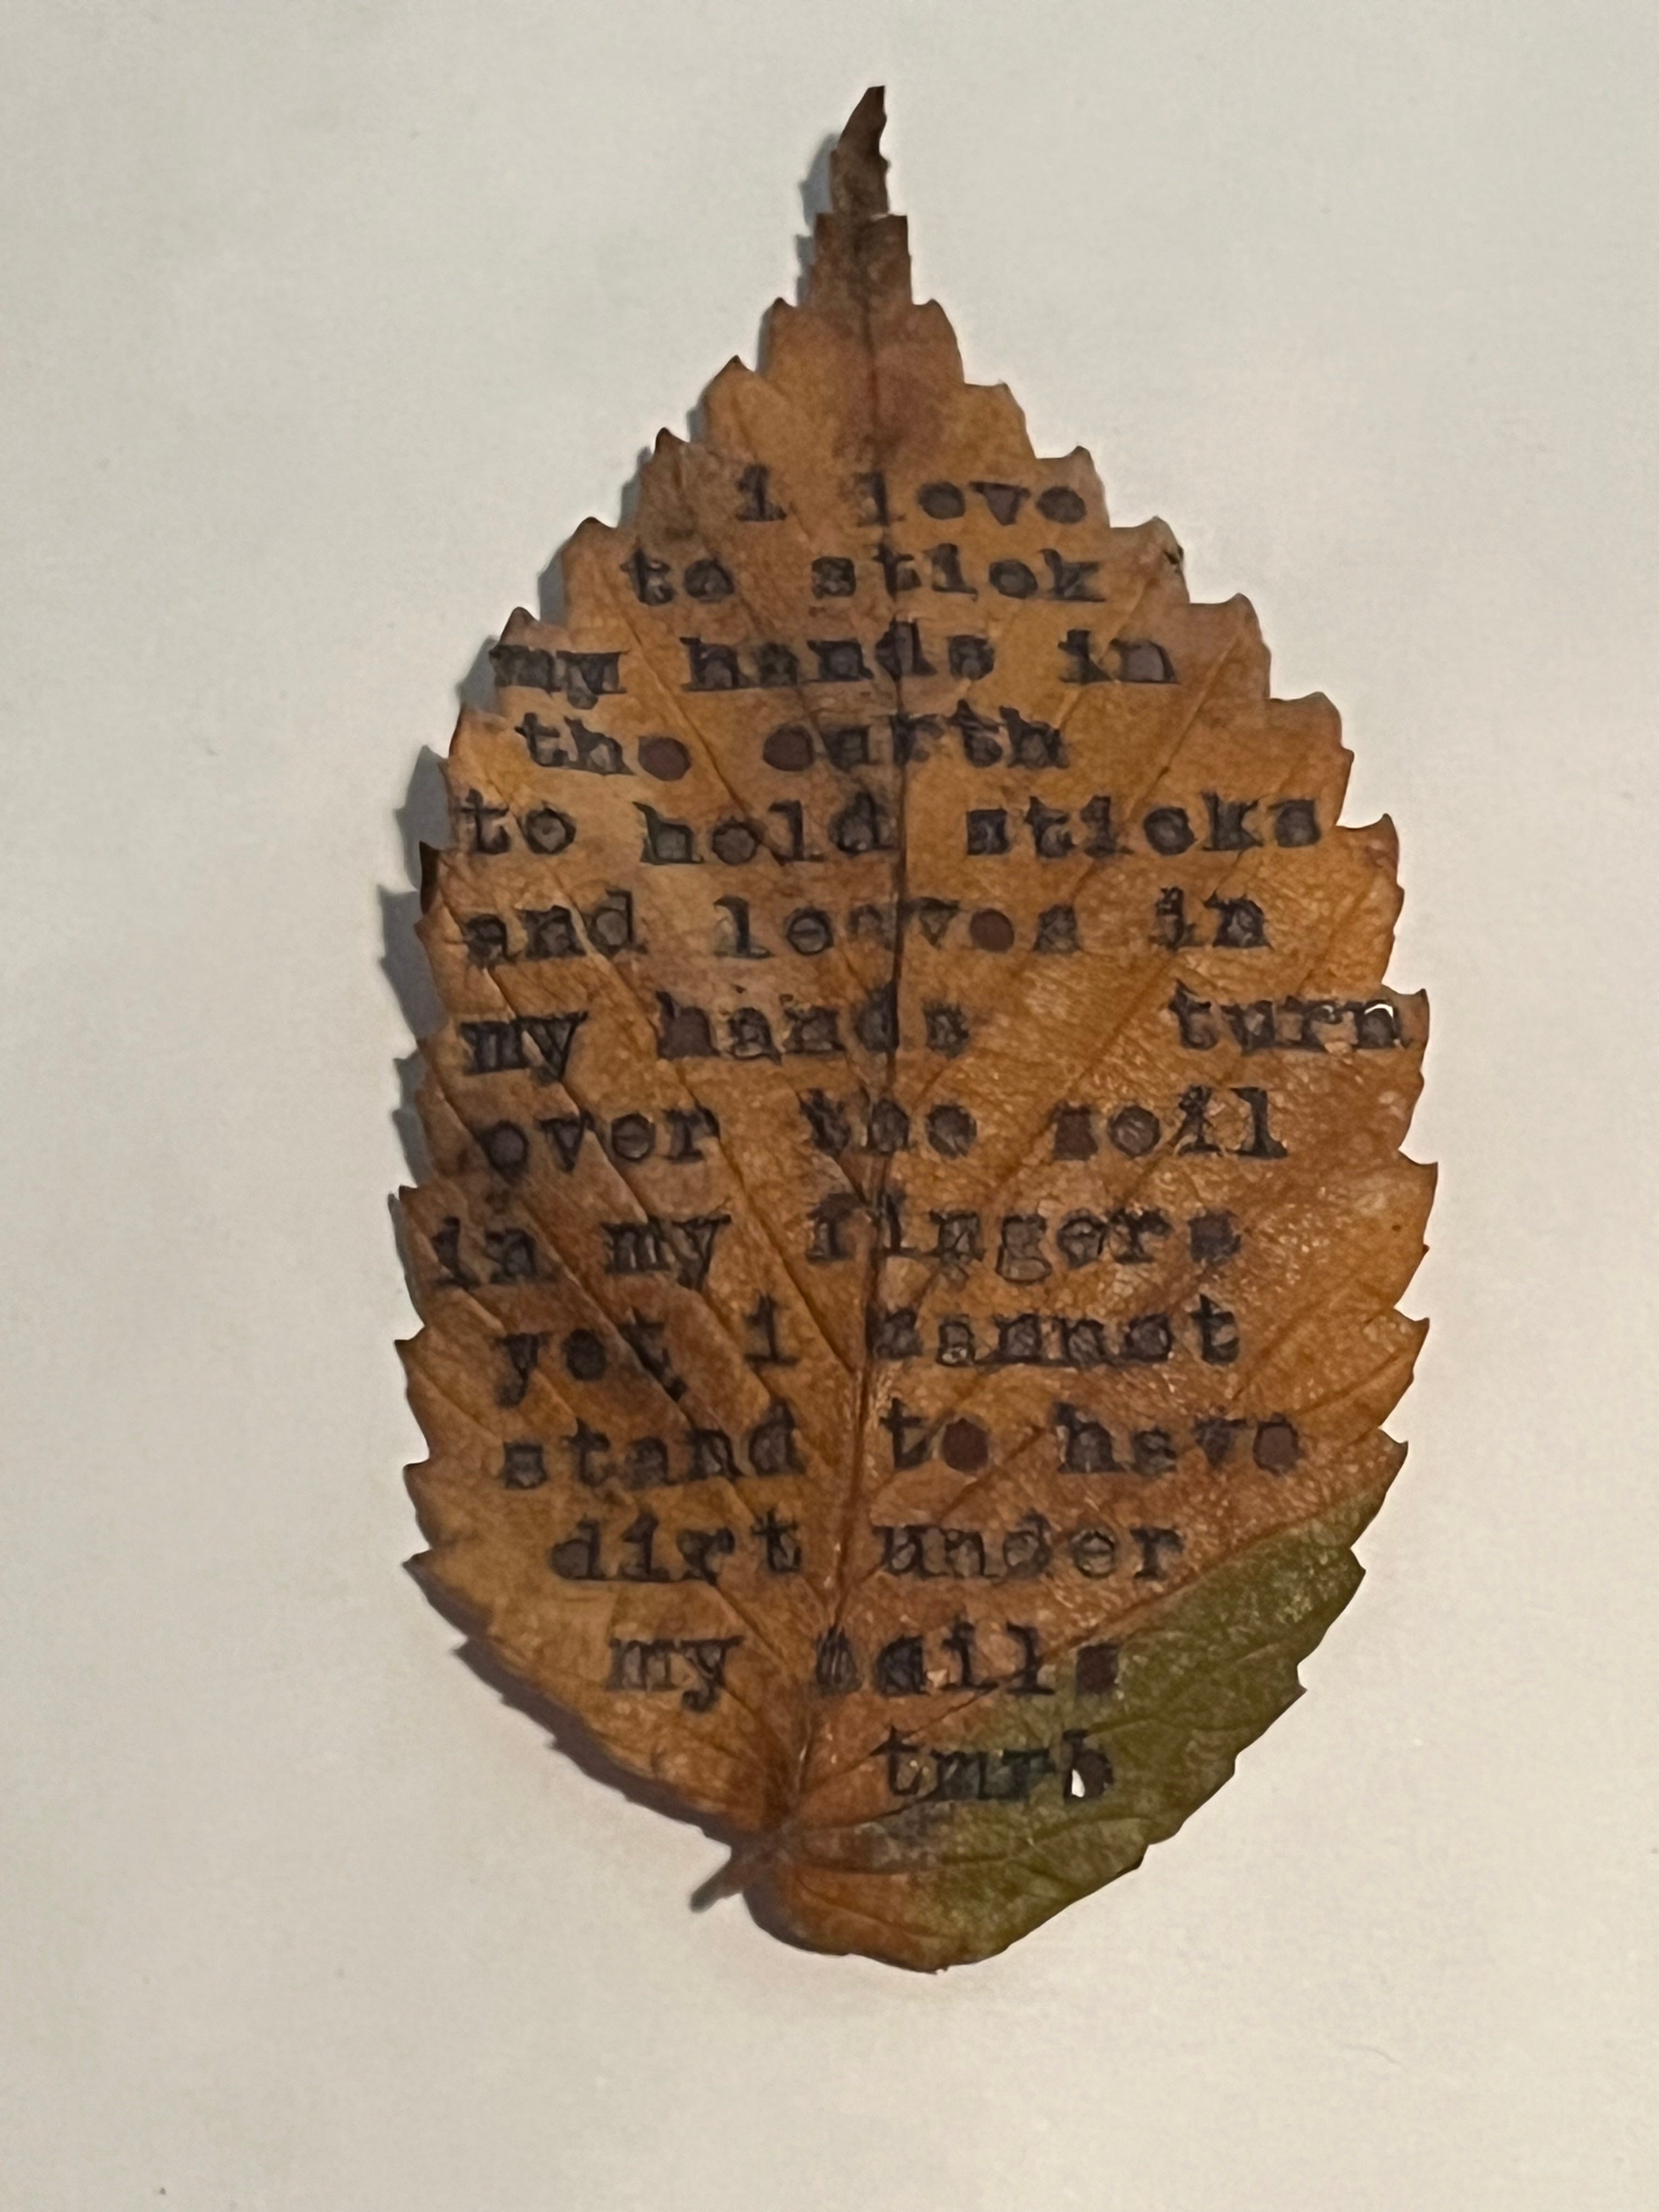 i love
to stick
my hands in
the earth
to hold sticks
and leaves in
my hands turn
over the soil
in my fingers
yet i cannot
stand to have
dirt under
my nails
tmrb